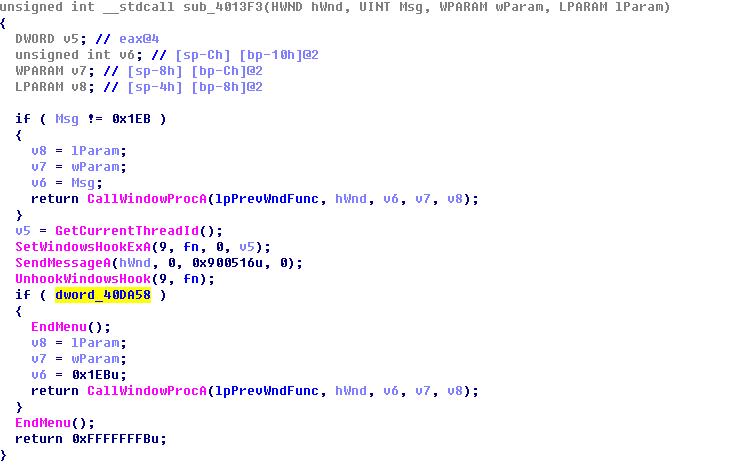 unsigned int __stdcall sub_4013F3(HWND hWnd, UINT Msg, WPARAM wParam, LPARAM lParam)
{
  DWORD v5; // eax@4
  unsigned int v6; // [sp-Ch] [bp-10h]@2
  WPARAM v7; // [sp-8h] [bp-Ch]@2
  LPARAM v8; // [sp-4h] [bp-8h]@2

  if ( Msg != 0x1EB )
  {
    v8 = lParam;
    v7 = wParam;
    v6 = Msg;
    return CallWindowProcA(lpPrevWndFunc, hWnd, v6, v7, v8);
  }
  v5 = GetCurrentThreadId();
  SetWindowsHookExA(9, fn, 0, v5);
  SendMessageA(hWnd, 0, 0x900516u, 0);
  UnhookWindowsHook(9, fn);
  if ( dword_40DA58 )
  {
    EndMenu();
    v8 = lParam;
    v7 = wParam;
    v6 = 0x1EBu;
    return CallWindowProcA(lpPrevWndFunc, hWnd, v6, v7, v8);
  }
  EndMenu();
  return 0xFFFFFFFBu;
}